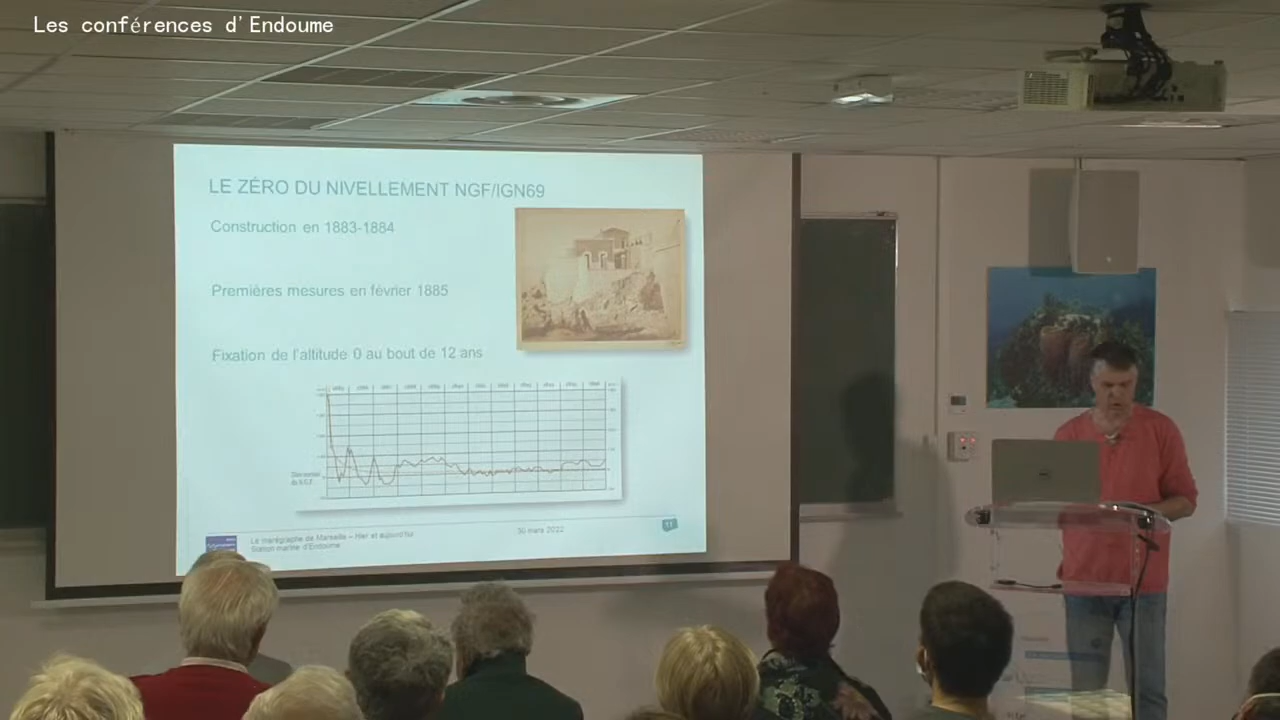 Les conférences d'Endoume
LE ZÉRO DU NIVELLEMENT NGF/IGN69
Construction en 1883-1884
Premières mesures en février 1885
Fixation de l'altitude 0 au bout de 12 ans
Le marégraphe de Marseille – Hier et aujourd'hui
Station marine d'Endoume
30 mars 2022
11
DELL